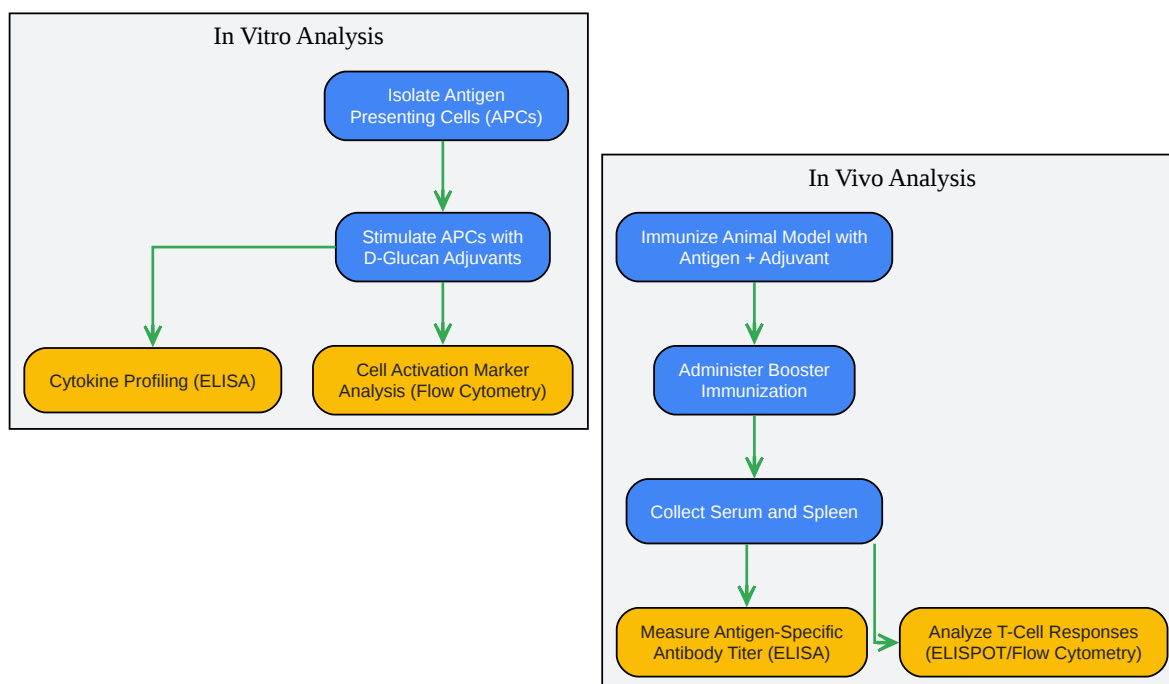 In Vitro Analysis
Isolate Antigen
Presenting Cells (APCs)
Stimulate APCs with
D-Glucan Adjuvants
Cytokine Profiling (ELISA)
Cell Activation Marker
Analysis (Flow Cytometry)
In Vivo Analysis
Immunize Animal Model with
Antigen + Adjuvant
Administer Booster
Immunization
Collect Serum and Spleen
Measure Antigen-Specific
Antibody Titer (ELISA)
Analyze T-Cell Responses
(ELISPOT/Flow Cytometry)